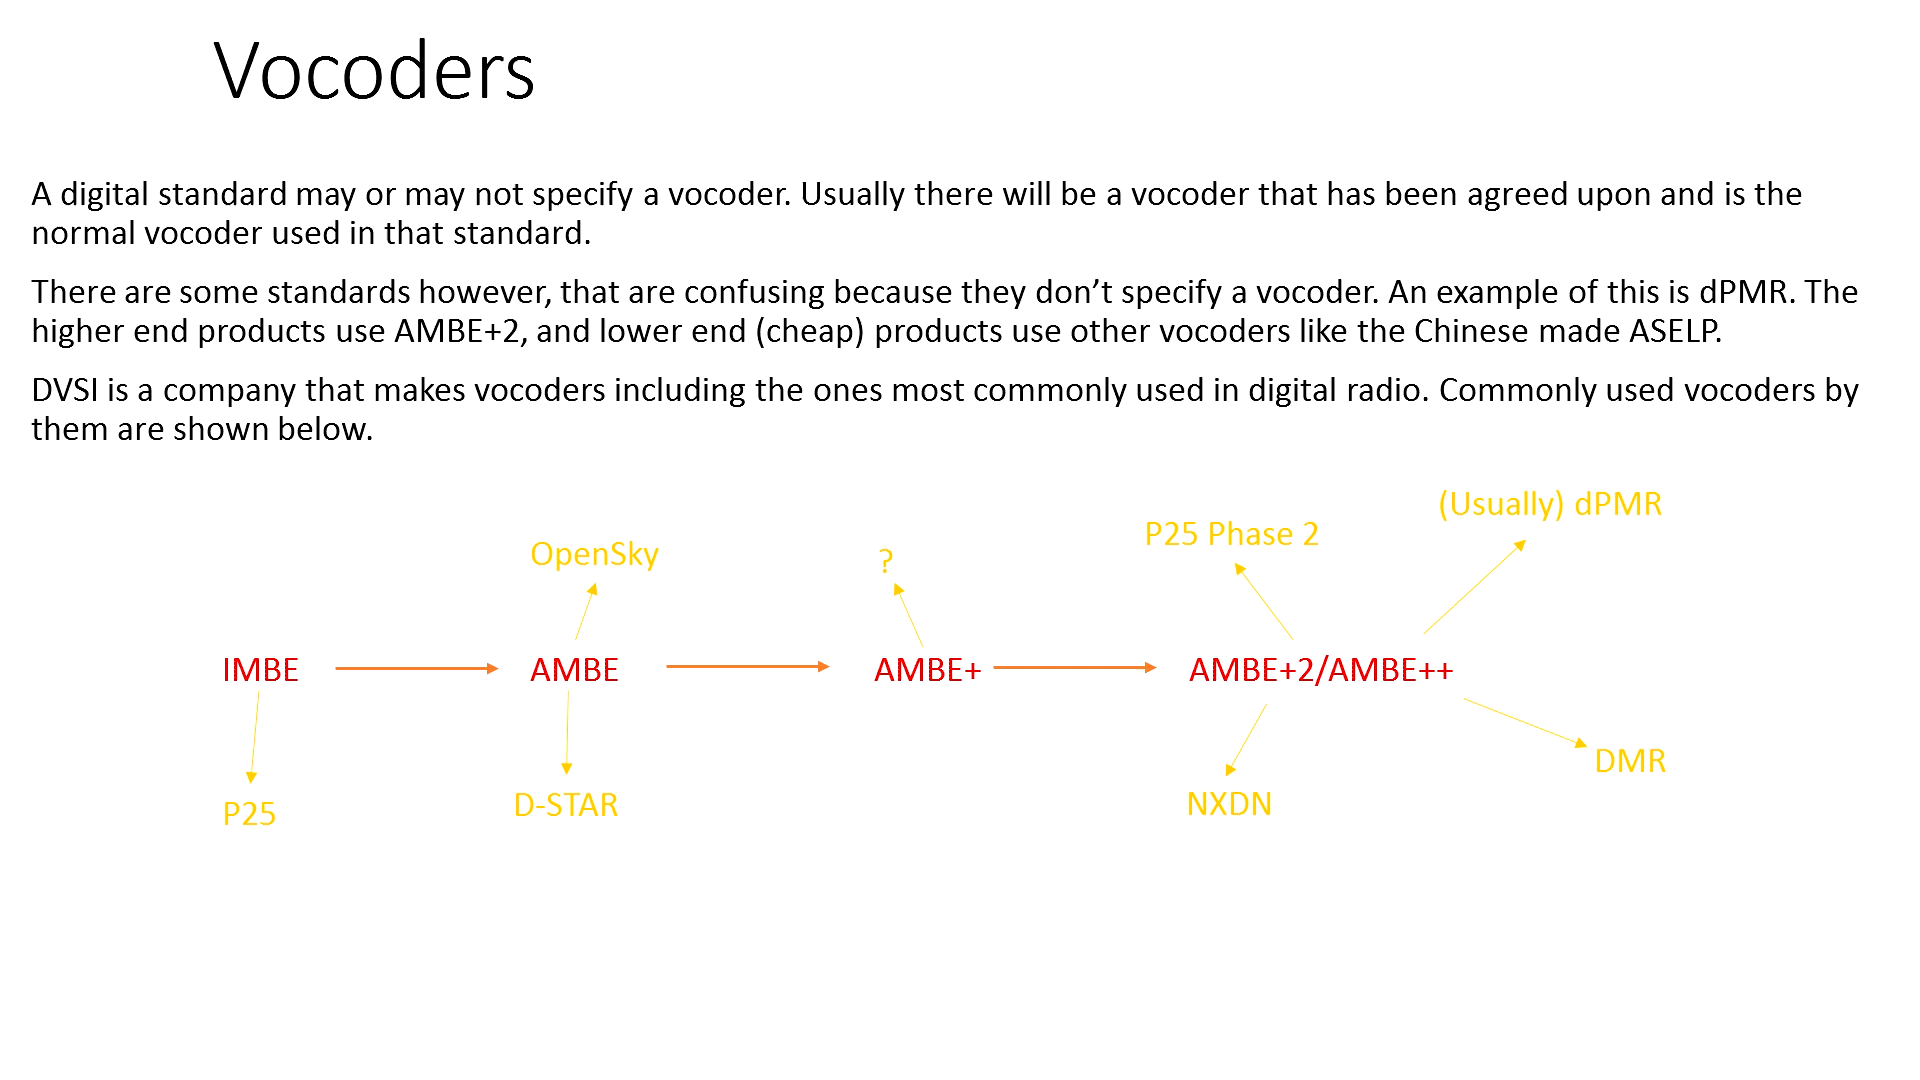 Vocoders
A digital standard may or may not specify a vocoder. Usually there will be a vocoder that has been agreed upon and is the
normal vocoder used in that standard.
There are some standards however, that are confusing because they don’t specify a vocoder. An example of this is dPMR. The
higher end products use AMBE+2, and lower end (cheap) products use other vocoders like the Chinese made ASELP.
DVSI is a company that makes vocoders including the ones most commonly used in digital radio. Commonly used vocoders by
them are shown below.
(Usually) dPMR
P25 Phase 2
OpenSky
?
IMBE
AMBE
AMBE+
AMBE+2/AMBE++
DMR
P25
D-STAR
NXDN